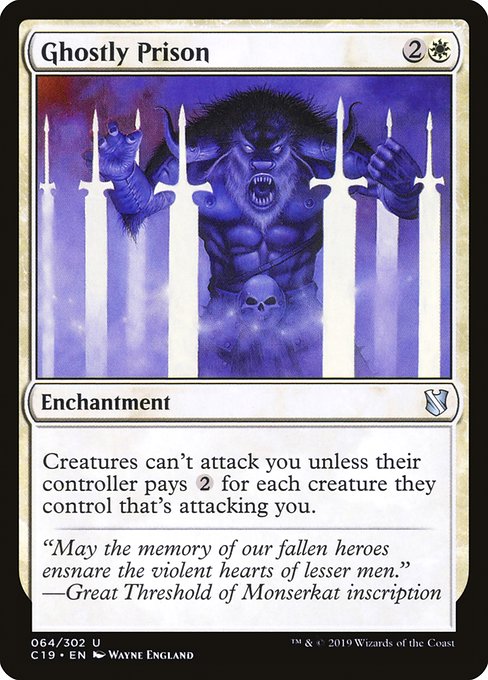 Ghostly Prison 2
Enchantment
Creatures can't attack you unless their
controller pays 2 for each creature they
control that's attacking you.
“May the memory of our fallen heroes
ensnare the violent hearts of lesser men.”
—Great Threshold of Monserkat inscription
064/302 U ™ & © 2019 Wizards of the Coast
C19 • EN Wayne England